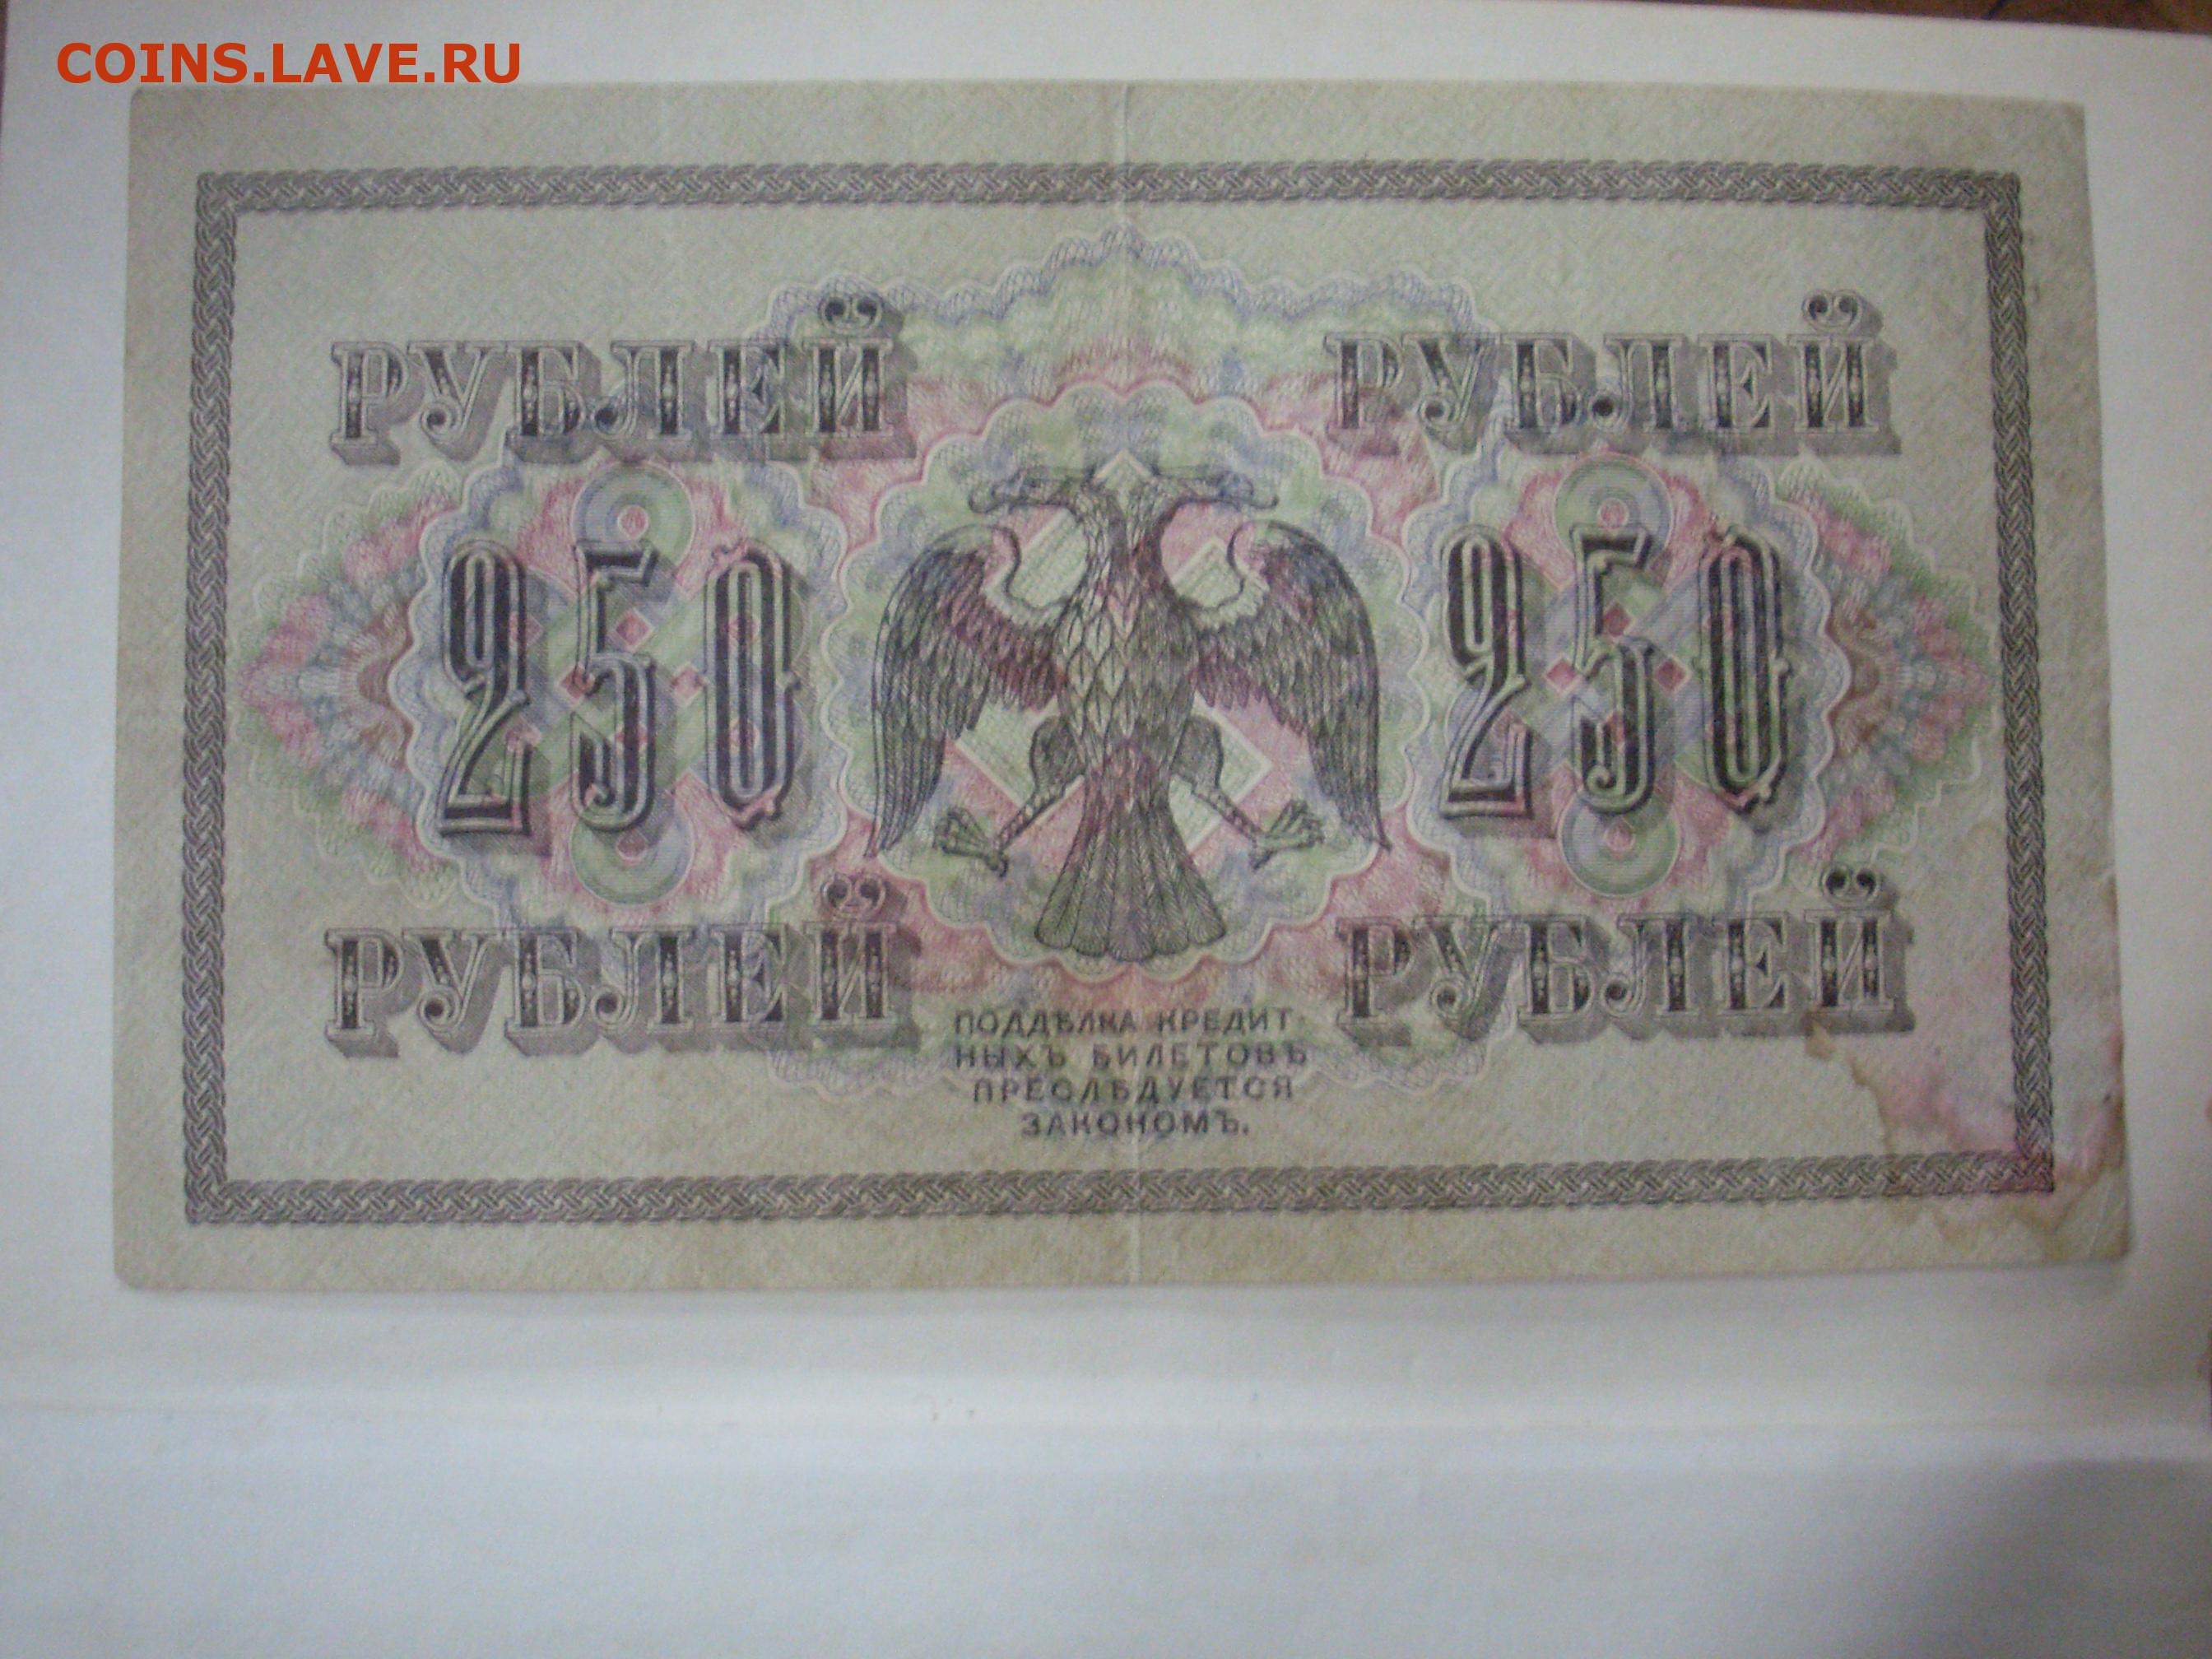 COINS.LAVE.RU
РУБЛЕЙ РУБЛЕЙ
250 250
РУБЛЕЙ РУБЛЕЙ
ПОДДѢЛКА КРЕДИТ-
НЫХЪ БИЛЕТОВЪ
ПРЕСЛѢДУЕТСЯ
ЗАКОНОМЪ.